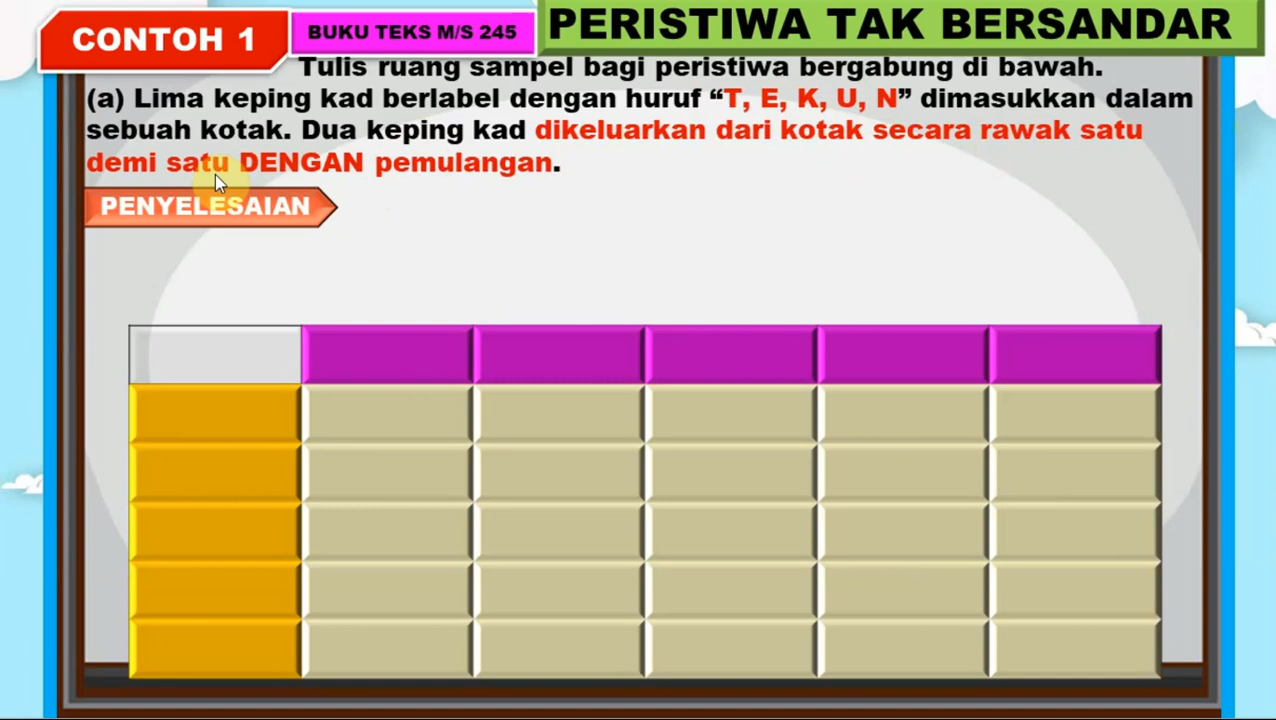 CONTOH 1
BUKU TEKS M/S 245
PERISTIWA TAK BERSANDAR
Tulis ruang sampel bagi peristiwa bergabung di bawah.
(a) Lima keping kad berlabel dengan huruf “T, E, K, U, N” dimasukkan dalam
sebuah kotak. Dua keping kad dikeluarkan dari kotak secara rawak satu
demi satu DENGAN pemulangan.
PENYELESAIAN